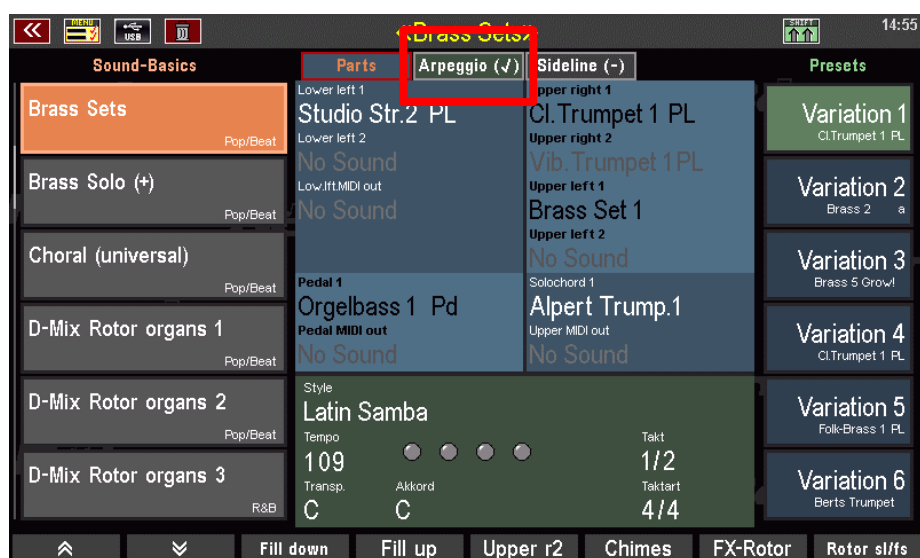 MENU
USB
«Brass Sets»
SHIFT
14:55
Sound-Basics
Parts
Arpeggio (√)
Sideline (-)
Presets
Brass Sets
Pop/Beat
Brass Solo (+)
Pop/Beat
Choral (universal)
Pop/Beat
D-Mix Rotor organs 1
Pop/Beat
D-Mix Rotor organs 2
Pop/Beat
D-Mix Rotor organs 3
R&B
Lower left 1
Studio Str.2 PL
Lower left 2
No Sound
Low.lft.MIDI out
No Sound
Upper right 1
Cl.Trumpet 1 PL
Upper right 2
Vib.Trumpet 1PL
Upper left 1
Brass Set 1
Upper left 2
No Sound
Pedal 1
Orgelbass 1 Pd
Pedal MIDI out
No Sound
Solochord 1
Alpert Trump.1
Upper MIDI out
No Sound
Style
Latin Samba
Tempo
109
Takt
1/2
Transp.
C
Akkord
C
Taktart
4/4
Variation 1
Cl.Trumpet 1 PL
Variation 2
Brass 2 a
Variation 3
Brass 5 Growl
Variation 4
Cl.Trumpet 1 PL
Variation 5
Folk-Brass 1 PL
Variation 6
Berts Trumpet
Fill down
Fill up
Upper r2
Chimes
FX-Rotor
Rotor sl/fs